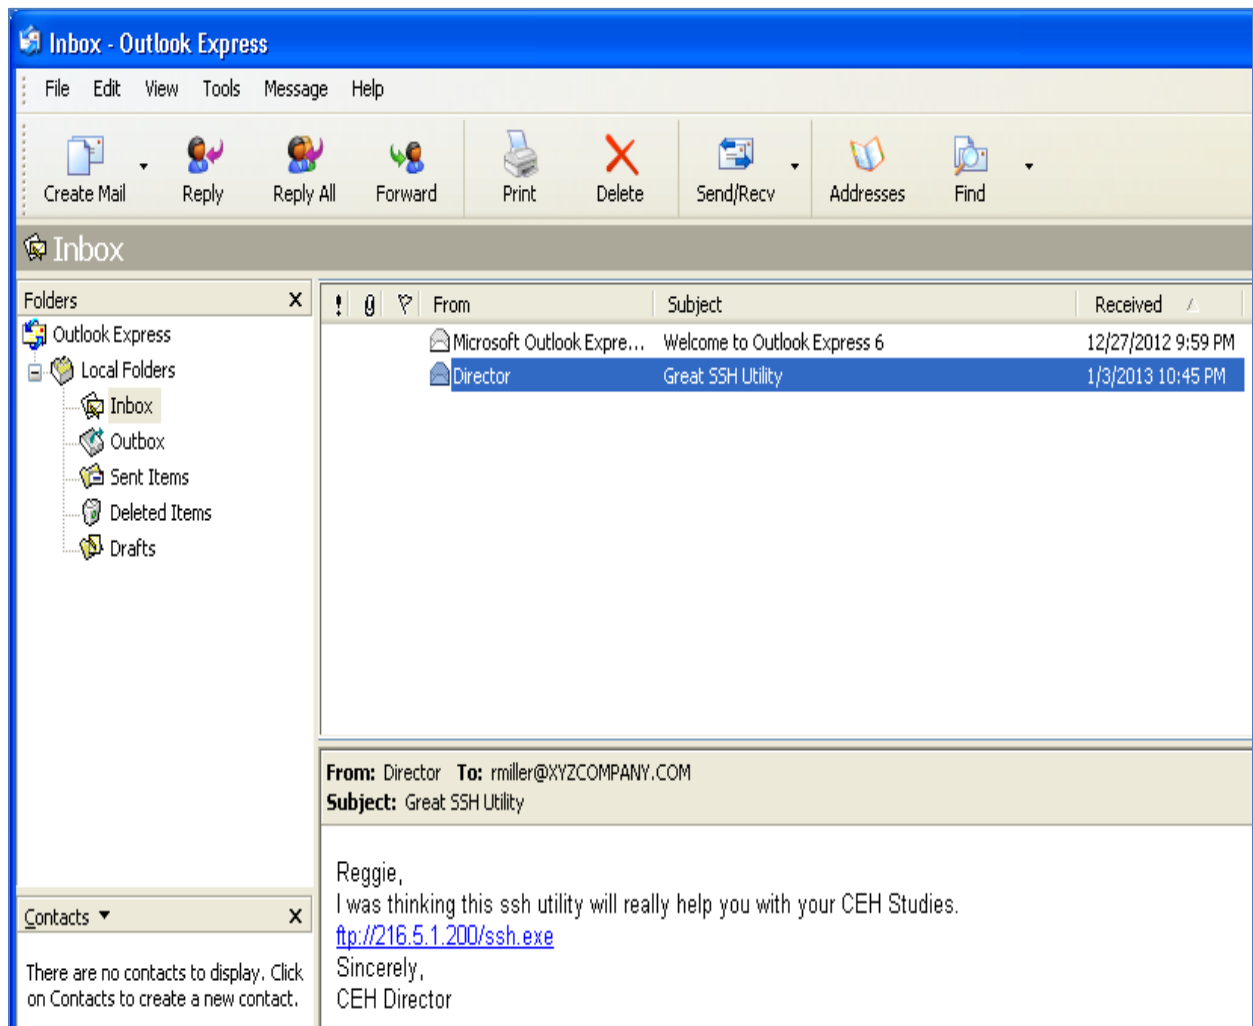 Inbox - Outlook Express
File Edit View Tools Message Help
Create Mail Reply Reply All Forward Print Delete Send/Recv Addresses Find
Inbox
Folders X
Outlook Express
Local Folders
Inbox
Outbox
Sent Items
Deleted Items
Drafts
! From Subject Received
Microsoft Outlook Expre... Welcome to Outlook Express 6 12/27/2012 9:59 PM
Director Great SSH Utility 1/3/2013 10:45 PM
From: Director To: rmiller@XYZCOMPANY.COM
Subject: Great SSH Utility
Reggie,
I was thinking this ssh utility will really help you with your CEH Studies.
ftp://216.5.1.200/ssh.exe
Sincerely,
CEH Director
Contacts X
There are no contacts to display. Click
on Contacts to create a new contact.